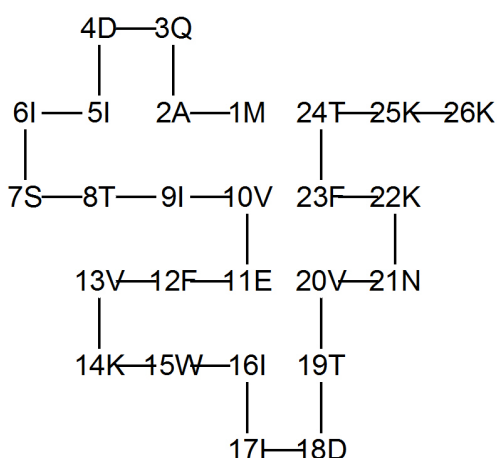 4D 3Q
6I 5I 2A 1M 24T 25K 26K
7S 8T 9I 10V 23F 22K
13V 12F 11E 20V 21N
14K 15W 16I 19T
17I 18D